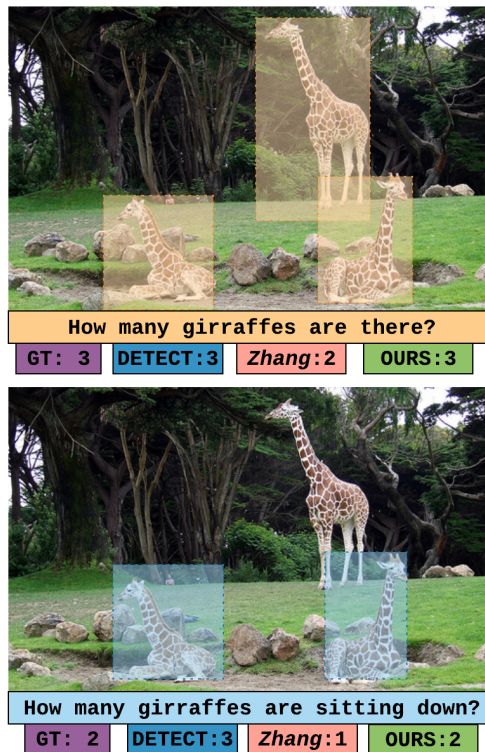 How many girraffes are there?
GT: 3 DETECT:3 Zhang:2 OURS:3
How many girraffes are sitting down?
GT: 2 DETECT:3 Zhang:1 OURS:2